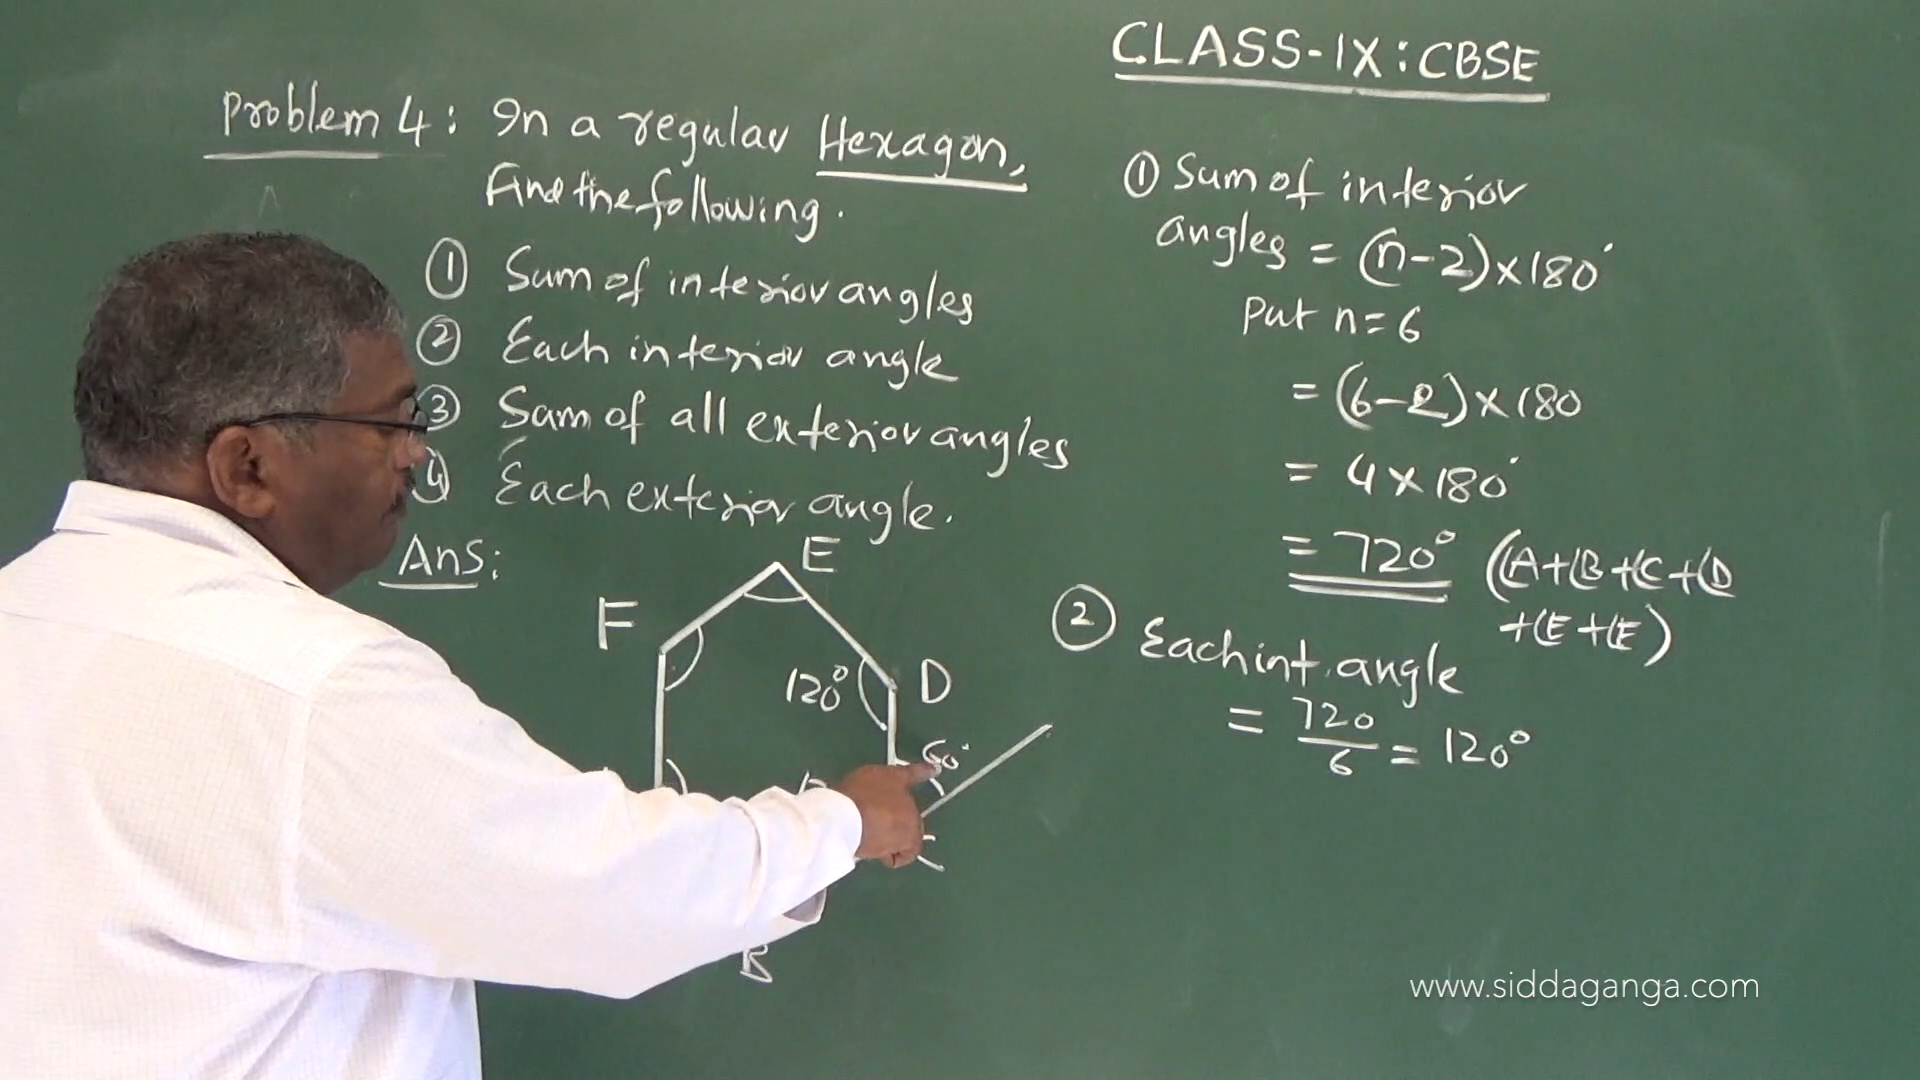 CLASS-IX:CBSE
Problem 4: In a regular Hexagon,
Find the following.
① Sum of interior angles
② Each interior angle
③ Sum of all exterior angles
④ Each exterior angle.
Ans:
E
F
120° D
60°
B
① Sum of interior
angles = (n-2)×180°
Put n=6
= (6-2)×180
= 4×180°
= 720° (∠A+∠B+∠C+∠D
+∠E+∠E)
② Each int. angle
= 720/6 = 120°
www.siddaganga.com